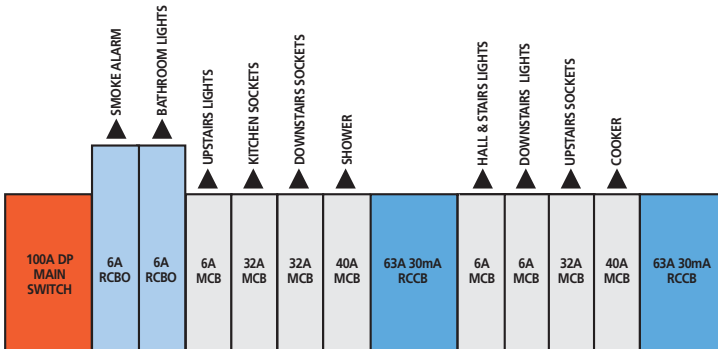 SMOKE ALARM
BATHROOM LIGHTS
UPSTAIRS LIGHTS
KITCHEN SOCKETS
DOWNSTAIRS SOCKETS
SHOWER
HALL & STAIRS LIGHTS
DOWNSTAIRS LIGHTS
UPSTAIRS SOCKETS
COOKER
100A DP
MAIN
SWITCH
6A
RCBO
6A
RCBO
6A
MCB
32A
MCB
32A
MCB
40A
MCB
63A 30mA
RCCB
6A
MCB
6A
MCB
32A
MCB
40A
MCB
63A 30mA
RCCB